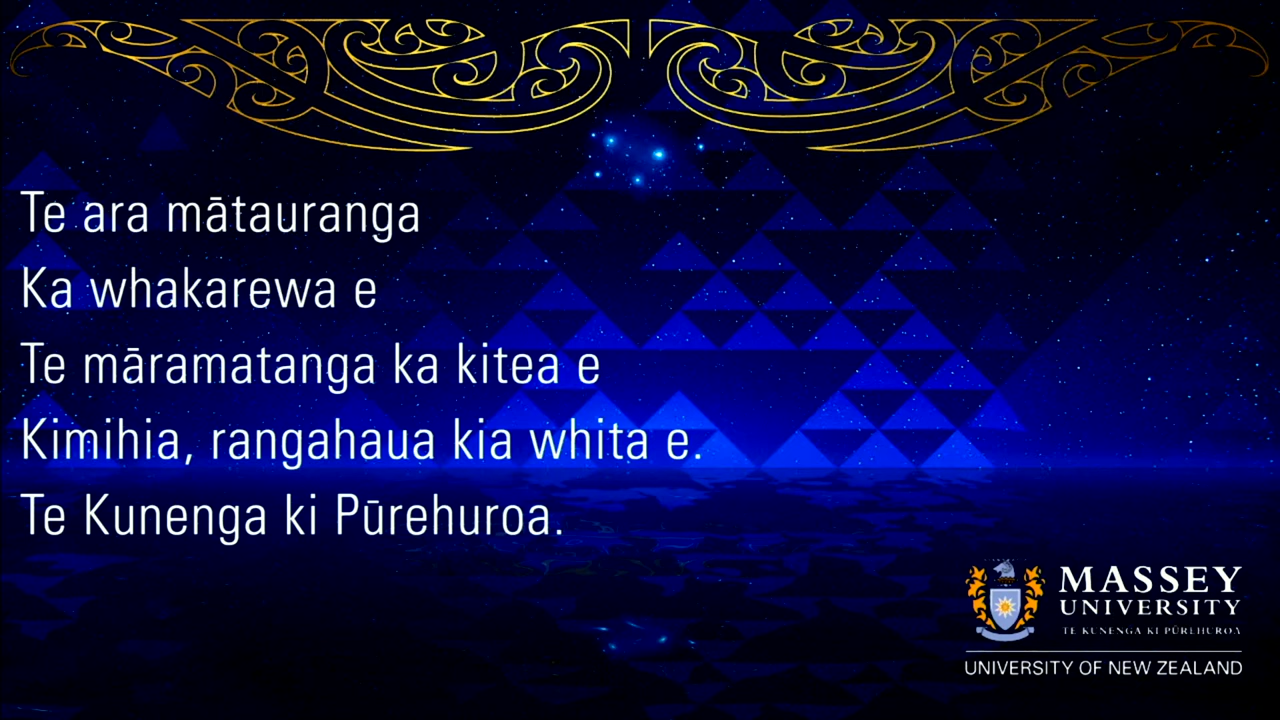 Te ara mātauranga
Ka whakarewa e
Te māramatanga ka kitea e
Kimihia, rangahaua kia whita e.
Te Kunenga ki Pūrehuroa.
MASSEY
UNIVERSITY
TE KUNENGA KI PŪREHUROA
UNIVERSITY OF NEW ZEALAND